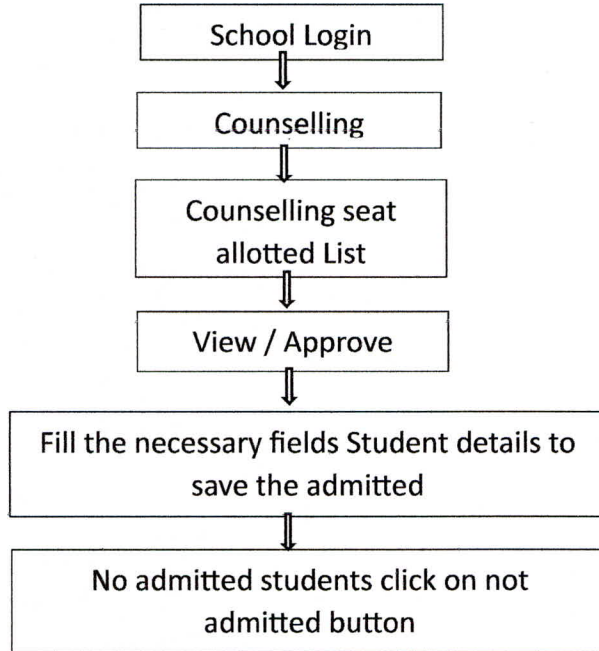 School Login
Counselling
Counselling seat
allotted List
View / Approve
Fill the necessary fields Student details to
save the admitted
No admitted students click on not
admitted button